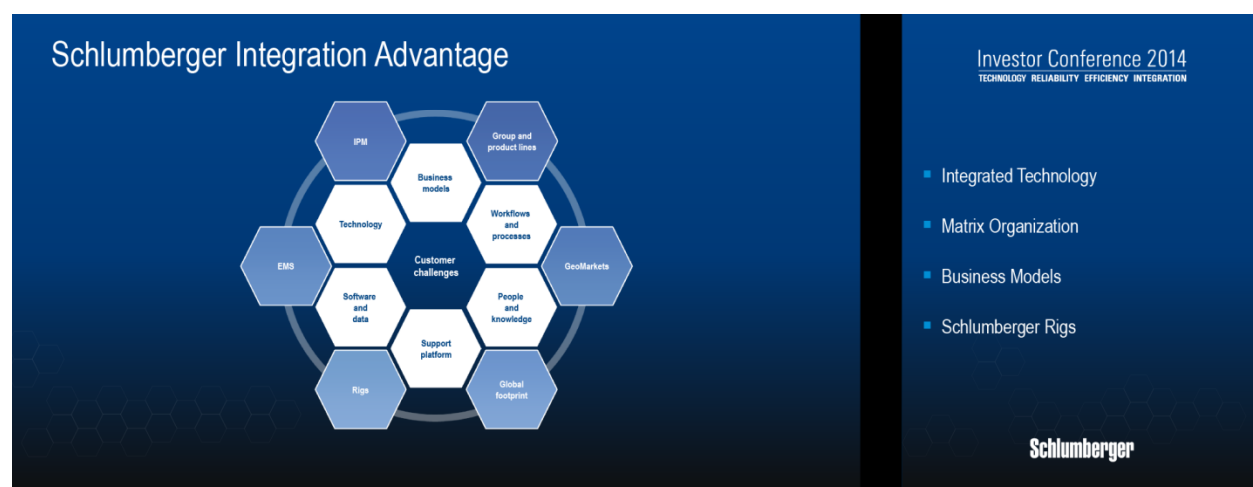 Schlumberger Integration Advantage
IPM
Group and
product lines
Business
models
Technology
Workflows
and
processes
EMS
Customer
challenges
GeoMarkets
Software
and
data
People
and
knowledge
Support
platform
Rigs
Global
footprint
Investor Conference 2014
TECHNOLOGY RELIABILITY EFFICIENCY INTEGRATION
Integrated Technology
Matrix Organization
Business Models
Schlumberger Rigs
Schlumberger